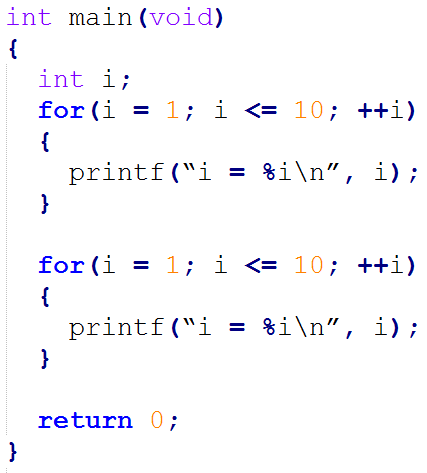 int main(void)
{
  int i;
  for(i = 1; i <= 10; ++i)
  {
    printf(“i = %i\n”, i);
  }

  for(i = 1; i <= 10; ++i)
  {
    printf(“i = %i\n”, i);
  }

  return 0;
}